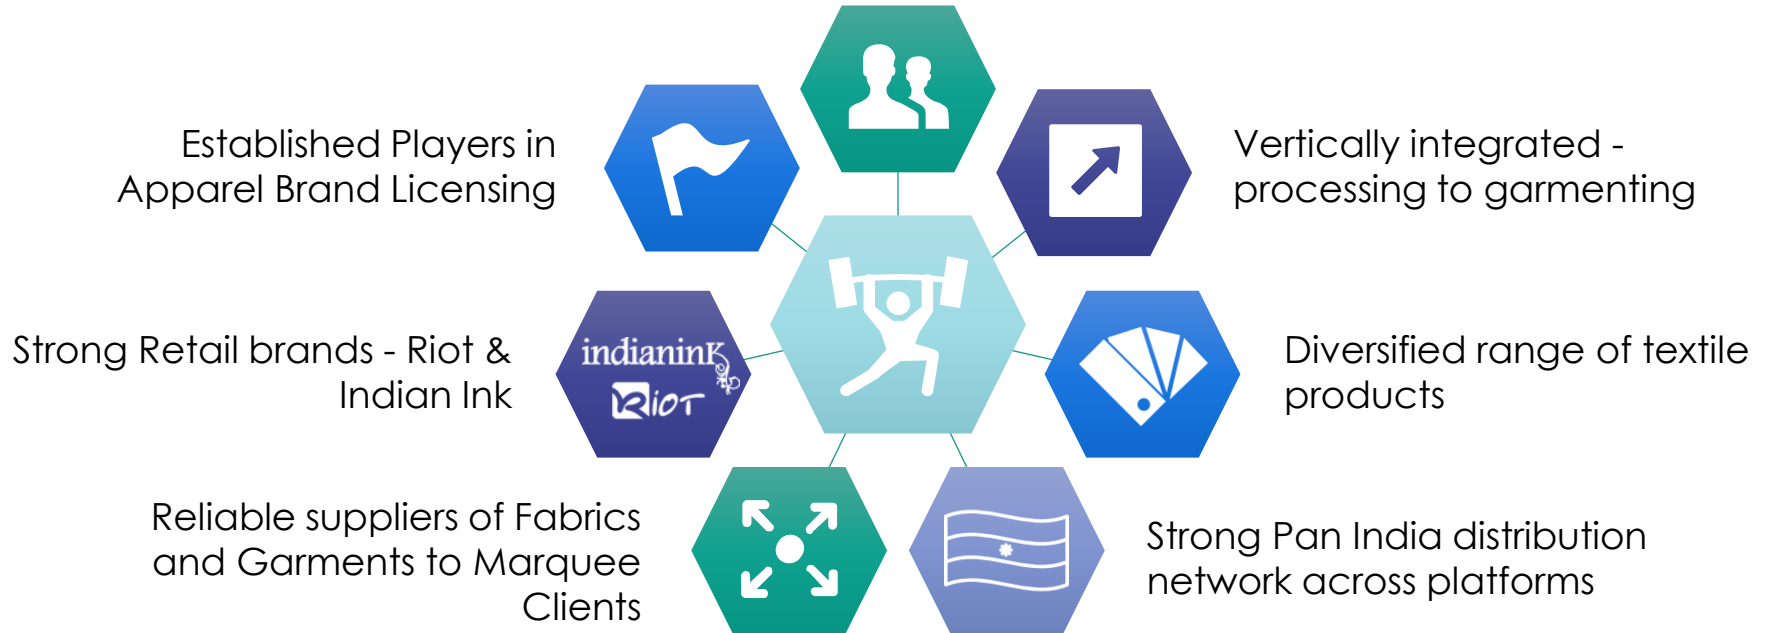 Established Players in
Apparel Brand Licensing
Vertically integrated -
processing to garmenting
Strong Retail brands - Riot &
Indian Ink
indianink
RIOT
Diversified range of textile
products
Reliable suppliers of Fabrics
and Garments to Marquee
Clients
Strong Pan India distribution
network across platforms